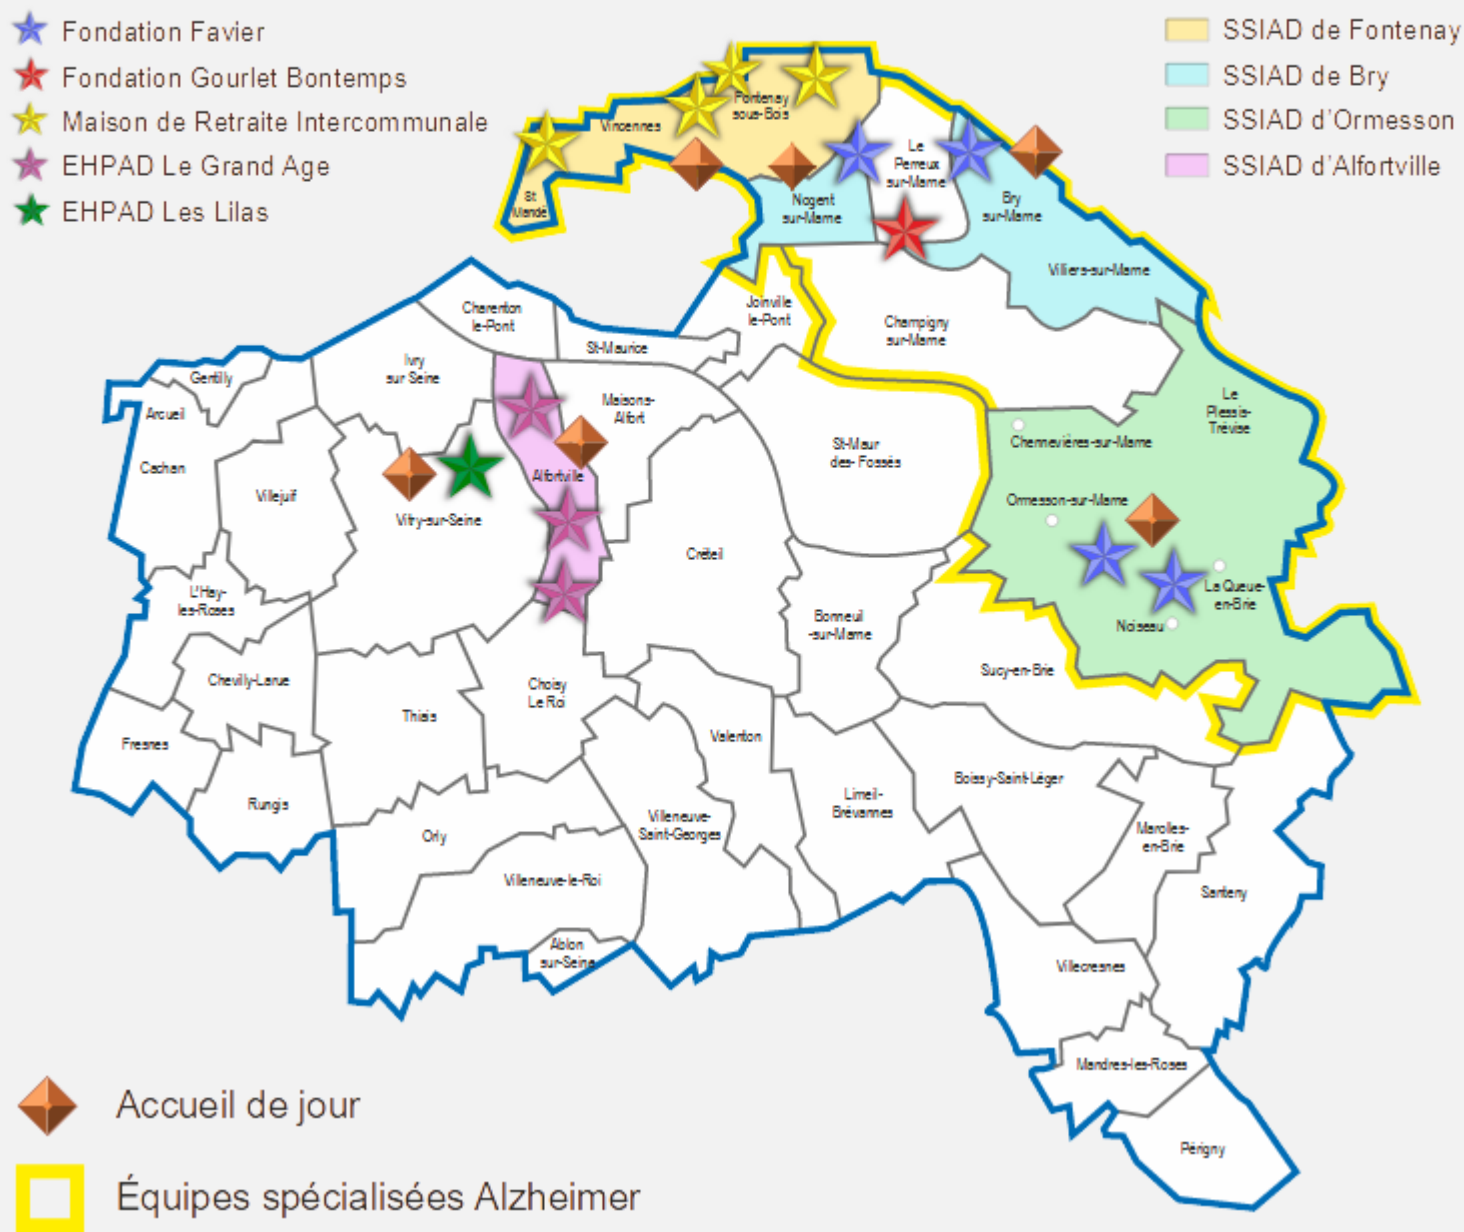 Fondation Favier
Fondation Gourlet Bontemps
Maison de Retraite Intercommunale
EHPAD Le Grand Age
EHPAD Les Lilas
SSIAD de Fontenay
SSIAD de Bry
SSIAD d'Ormesson
SSIAD d'Alfortville
Fontenay
sous-Bois
Vincennes
St
Mandé
Le
Perreux
sur-Marne
Nogent
sur-Marne
Bry
sur-Marne
Villiers-sur-Marne
Joinville
le-Pont
Champigny
sur-Marne
Charenton
le-Pont
St-Maurice
Ivry
sur Seine
Gentilly
Arcueil
Cachan
Villejuif
Vitry-sur-Seine
Alfortville
Maisons-
Alfort
St-Maur
des- Fossés
Le
Plessis-
Trévise
Chennevières-sur-Marne
Ormesson-sur-Marne
La Queue-
en-Brie
Noiseau
Créteil
L'Hay-
les-Roses
Bonneuil
-sur-Marne
Sucy-en-Brie
Chevilly-Larue
Choisy
Le Roi
Thiais
Fresnes
Valenton
Rungis
Orly
Villeneuve-
Saint-Georges
Limeil-
Brévannes
Boissy-Saint-Léger
Marolles-
en-Brie
Santeny
Villeneuve-le-Roi
Ablon
sur-Seine
Villecresnes
Mandres-les-Roses
Périgny
Accueil de jour
Équipes spécialisées Alzheimer